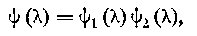 ψ (λ) = ψ₁ (λ) ψ₂ (λ),